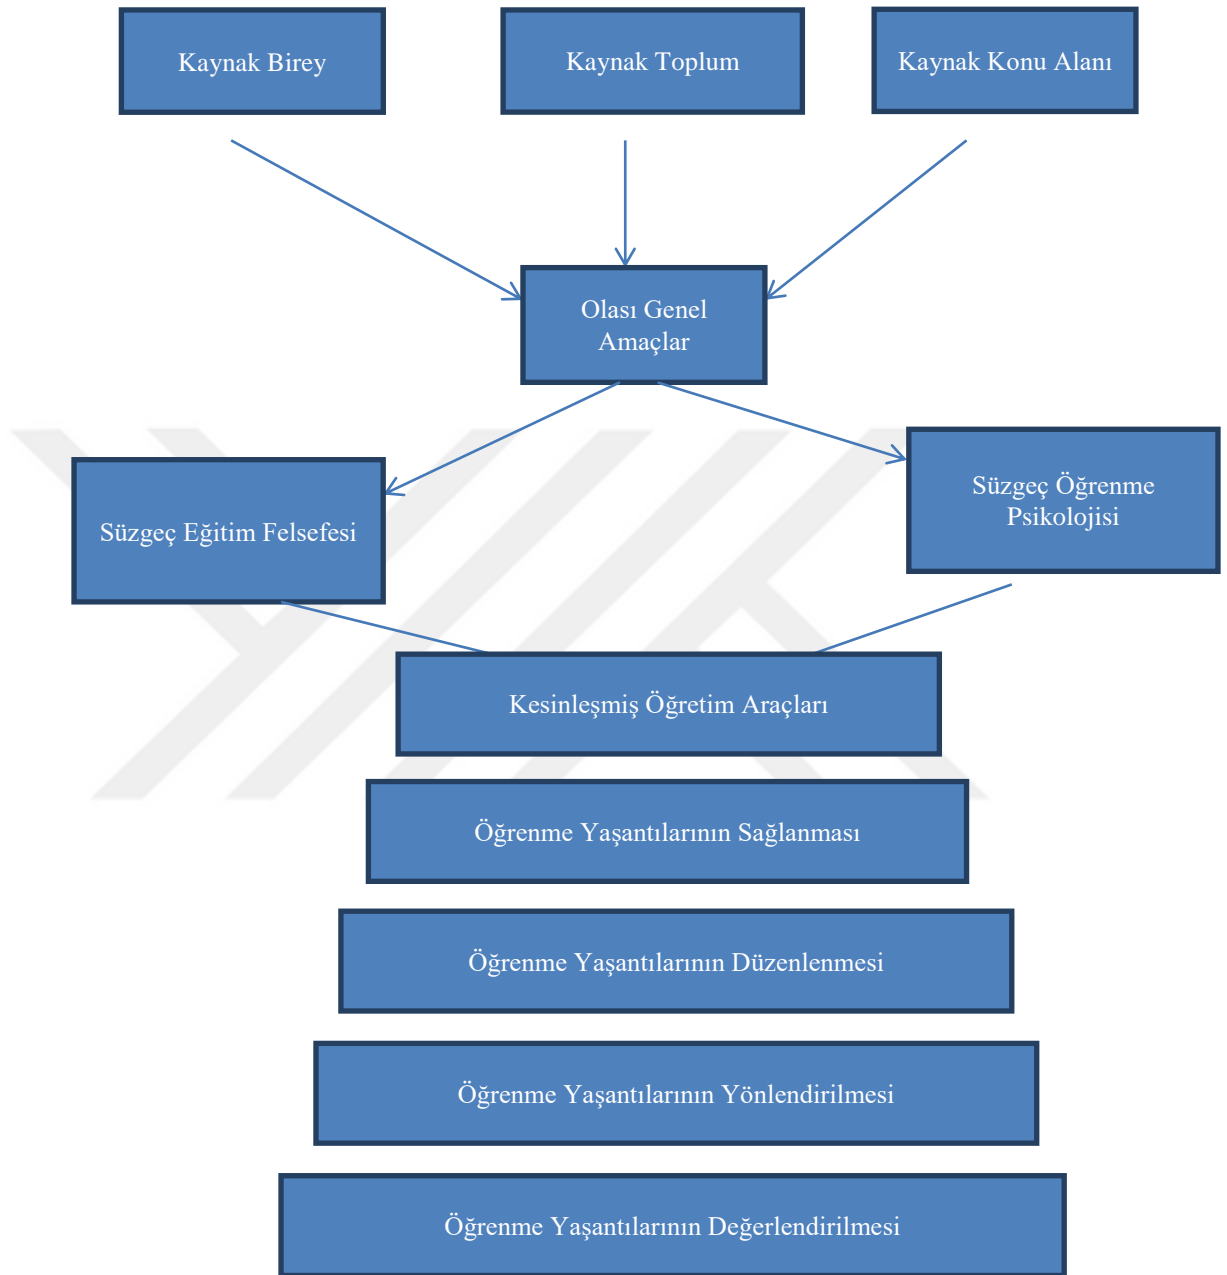 Kaynak Birey
Kaynak Toplum
Kaynak Konu Alanı
Olası Genel
Amaçlar
Süzgeç Eğitim Felsefesi
Süzgeç Öğrenme
Psikolojisi
Kesinleşmiş Öğretim Araçları
Öğrenme Yaşantılarının Sağlanması
Öğrenme Yaşantılarının Düzenlenmesi
Öğrenme Yaşantılarının Yönlendirilmesi
Öğrenme Yaşantılarının Değerlendirilmesi